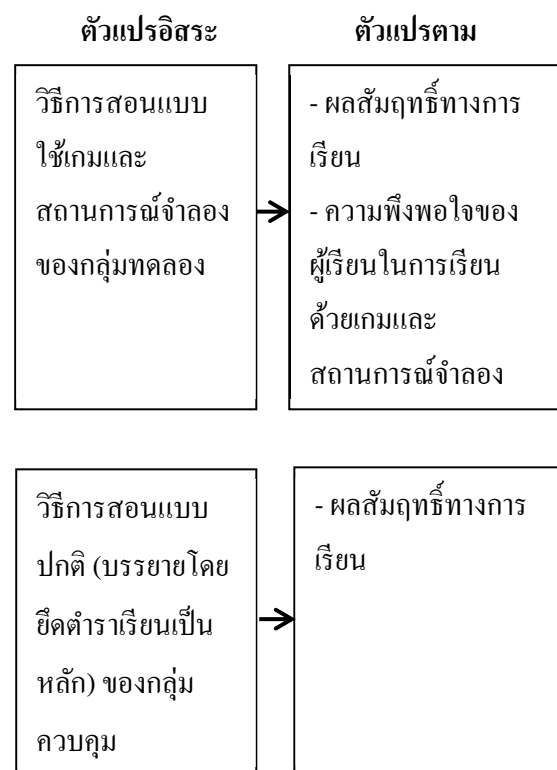 ตัวแปรอิสระ
ตัวแปรตาม
วิธีการสอนแบบ
ใช้เกมและ
สถานการณ์จำลอง
ของกลุ่มทดลอง
- ผลสัมฤทธิ์ทางการ
เรียน
- ความพึงพอใจของ
ผู้เรียนในการเรียน
ด้วยเกมและ
สถานการณ์จำลอง
วิธีการสอนแบบ
ปกติ (บรรยายโดย
ยึดตำราเรียนเป็น
หลัก) ของกลุ่ม
ควบคุม
- ผลสัมฤทธิ์ทางการ
เรียน